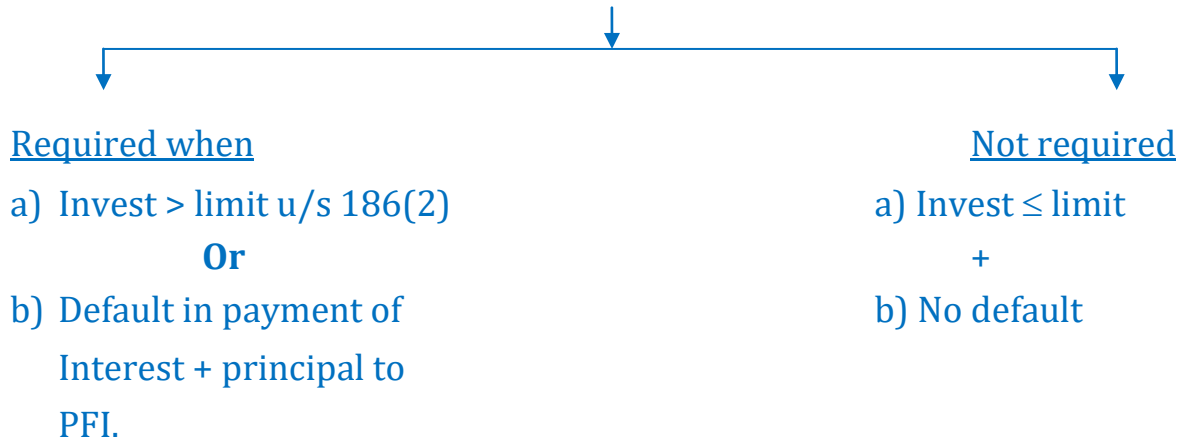 Required when
a) Invest > limit u/s 186(2)
Or
b) Default in payment of
Interest + principal to
PFI.
Not required
a) Invest ≤ limit
+
b) No default